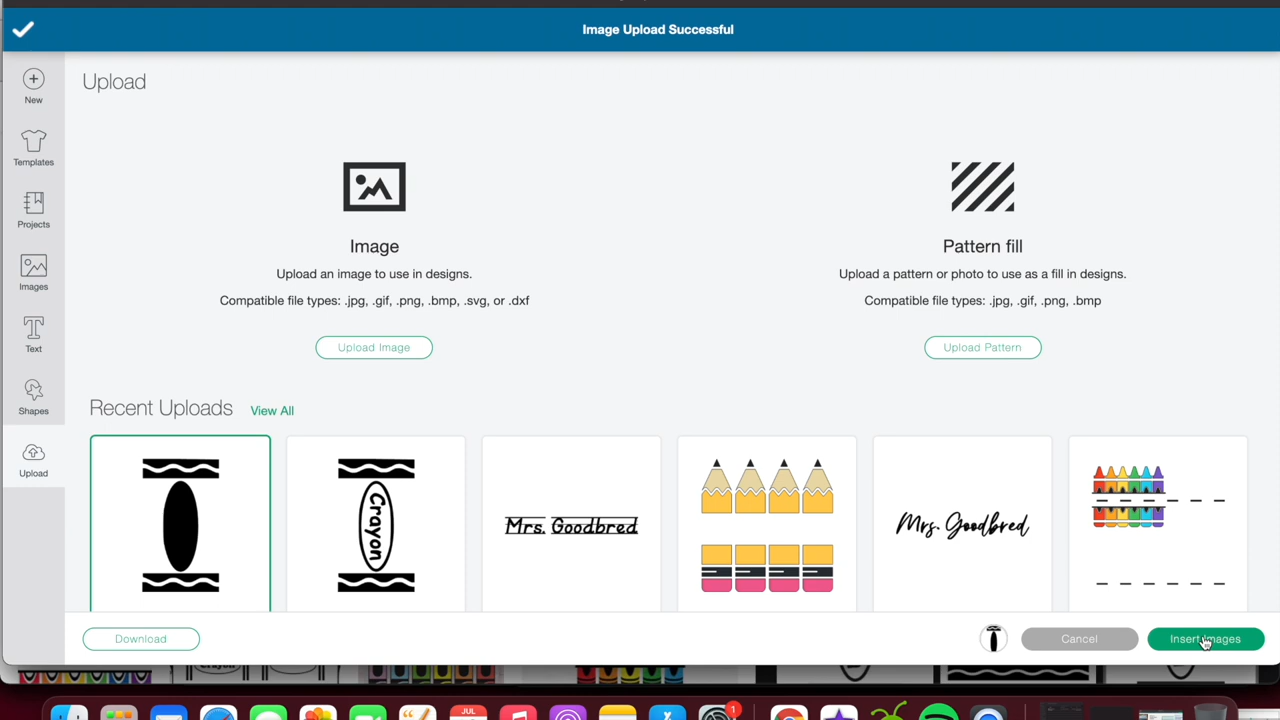 Image Upload Successful
New
Templates
Projects
Images
Text
Shapes
Upload
Upload
Image
Upload an image to use in designs.
Compatible file types: .jpg, .gif, .png, .bmp, .svg, or .dxf
Upload Image
Pattern fill
Upload a pattern or photo to use as a fill in designs.
Compatible file types: .jpg, .gif, .png, .bmp
Upload Pattern
Recent Uploads View All
Crayon
Mrs. Goodbred
Mrs. Goodbred
Download
Cancel
Insert Images
JUL
1